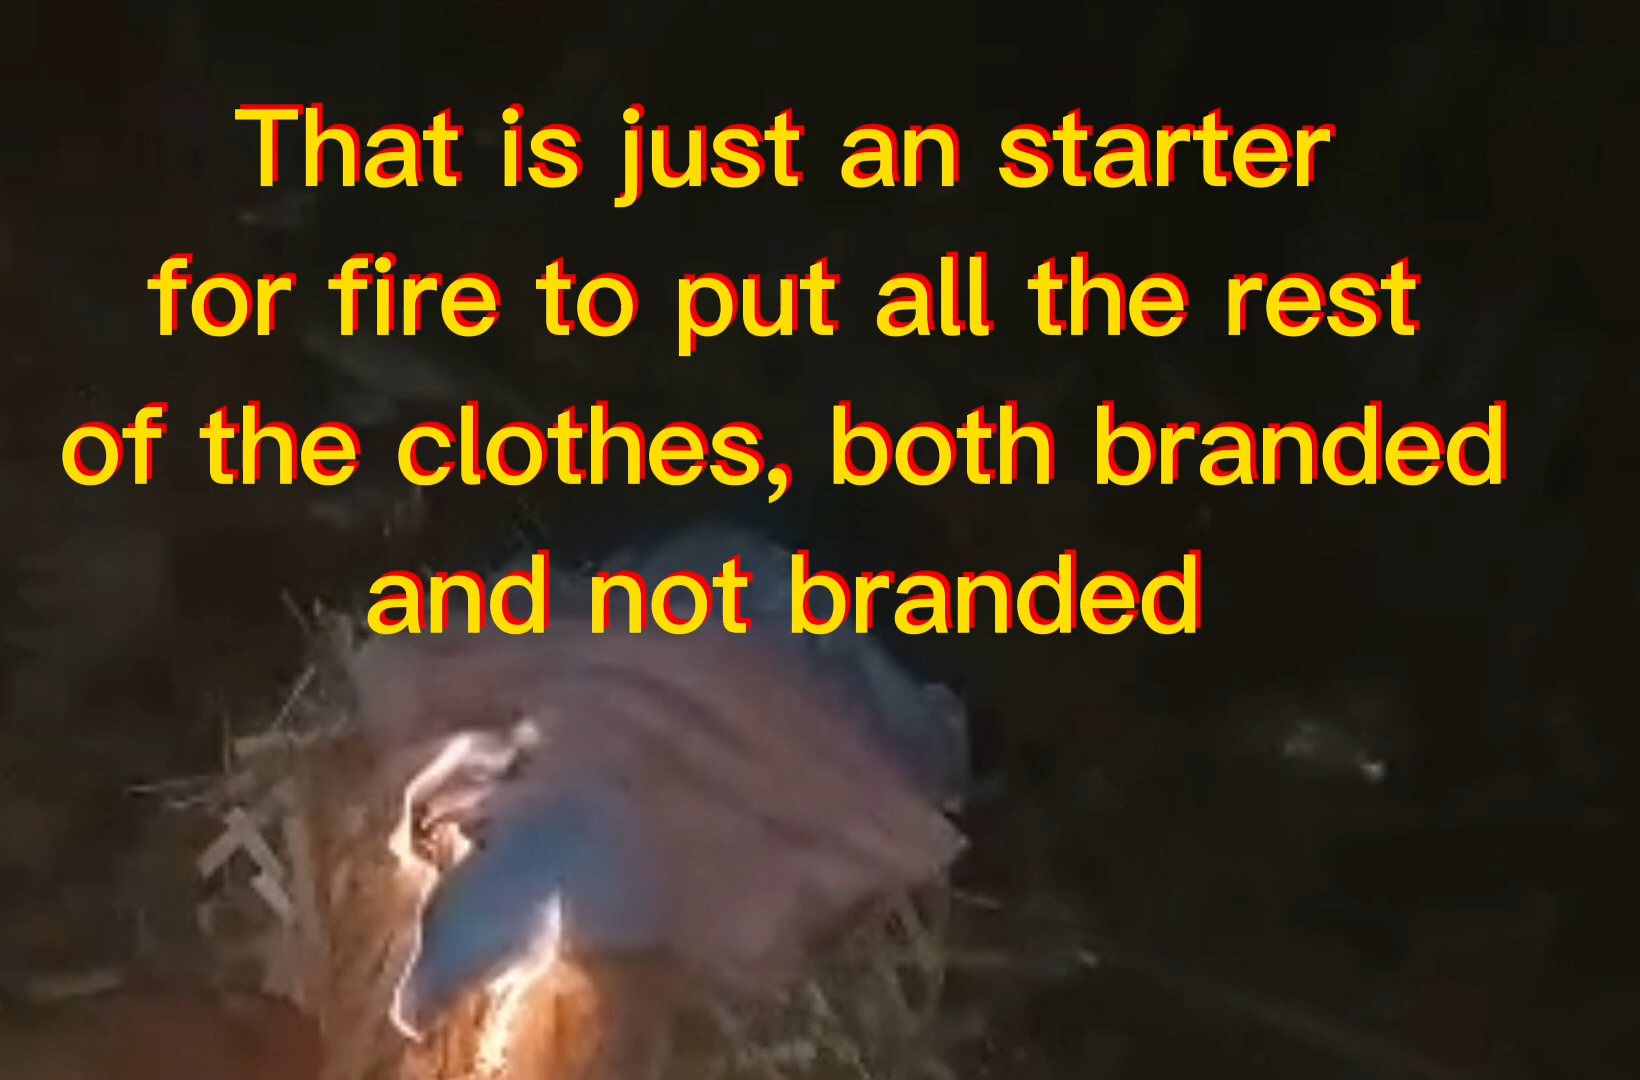 That is just an starter
for fire to put all the rest
of the clothes, both branded
and not branded